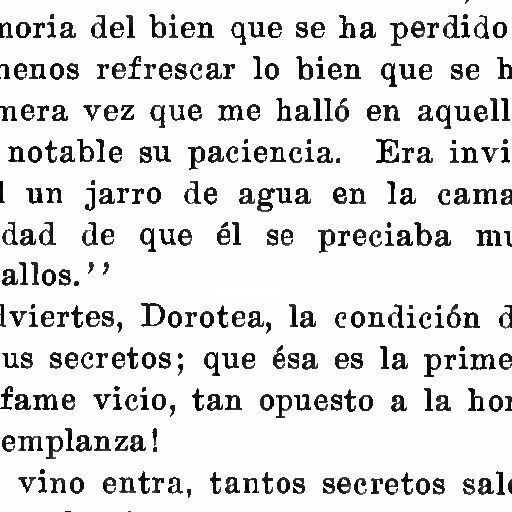 noria del bien que se ha perdido
nenos refrescar lo bien que se h
mera vez que me halló en aquell
notable su paciencia. Era invi
l un jarro de agua en la cama
dad de que él se preciaba mu
allos.’’
lviertes, Dorotea, la condición d
us secretos; que ésa es la prime
fame vicio, tan opuesto a la hon
emplanza!
vino entra, tantos secretos sale